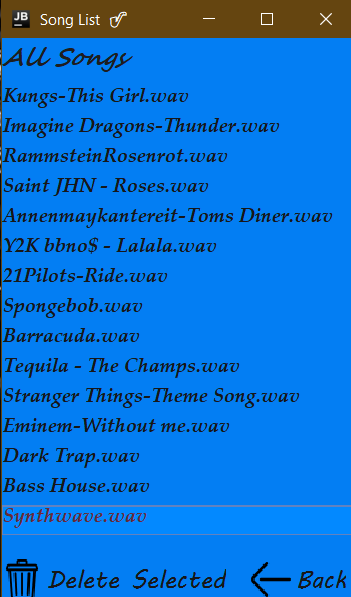 JB Song List
All Songs
Kungs-This Girl.wav
Imagine Dragons-Thunder.wav
RammsteinRosenrot.wav
Saint JHN - Roses.wav
Annenmaykantereit-Toms Diner.wav
Y2K bbno$ - Lalala.wav
21Pilots-Ride.wav
Spongebob.wav
Barracuda.wav
Tequila - The Champs.wav
Stranger Things-Theme Song.wav
Eminem-Without me.wav
Dark Trap.wav
Bass House.wav
Synthwave.wav
Delete Selected Back